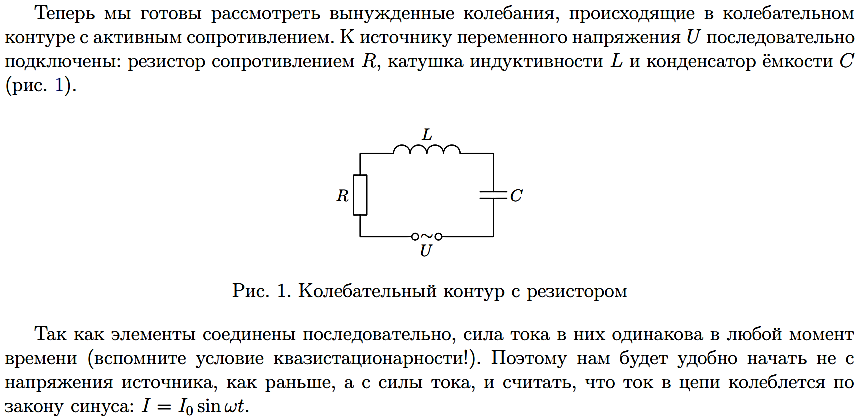 Теперь мы готовы рассмотреть вынужденные колебания, происходящие в колебательном
контуре с активным сопротивлением. К источнику переменного напряжения U последовательно
подключены: резистор сопротивлением R, катушка индуктивности L и конденсатор ёмкости C
(рис. 1).
L
R
C
~
U
Рис. 1. Колебательный контур с резистором
Так как элементы соединены последовательно, сила тока в них одинакова в любой момент
времени (вспомните условие квазистационарности!). Поэтому нам будет удобно начать не с
напряжения источника, как раньше, а с силы тока, и считать, что ток в цепи колеблется по
закону синуса: I = I₀ sin ωt.